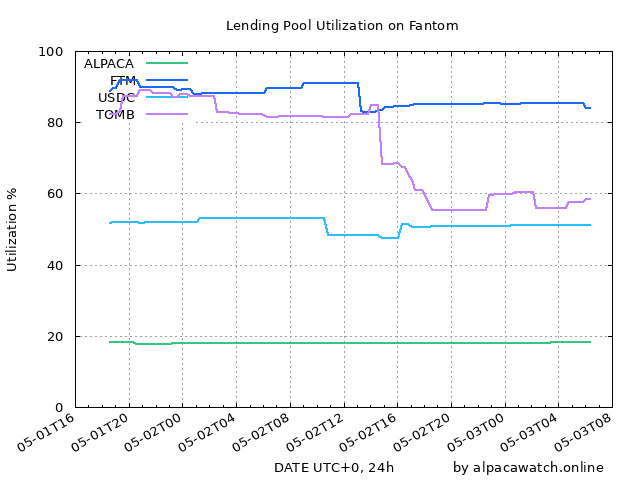 Lending Pool Utilization on Fantom
Utilization %
100
80
60
40
20
0
ALPACA
FTM
USDC
TOMB
05-01T16
05-01T20
05-02T00
05-02T04
05-02T08
05-02T12
05-02T16
05-02T20
05-03T00
05-03T04
05-03T08
DATE UTC+0, 24h
by alpacawatch.online